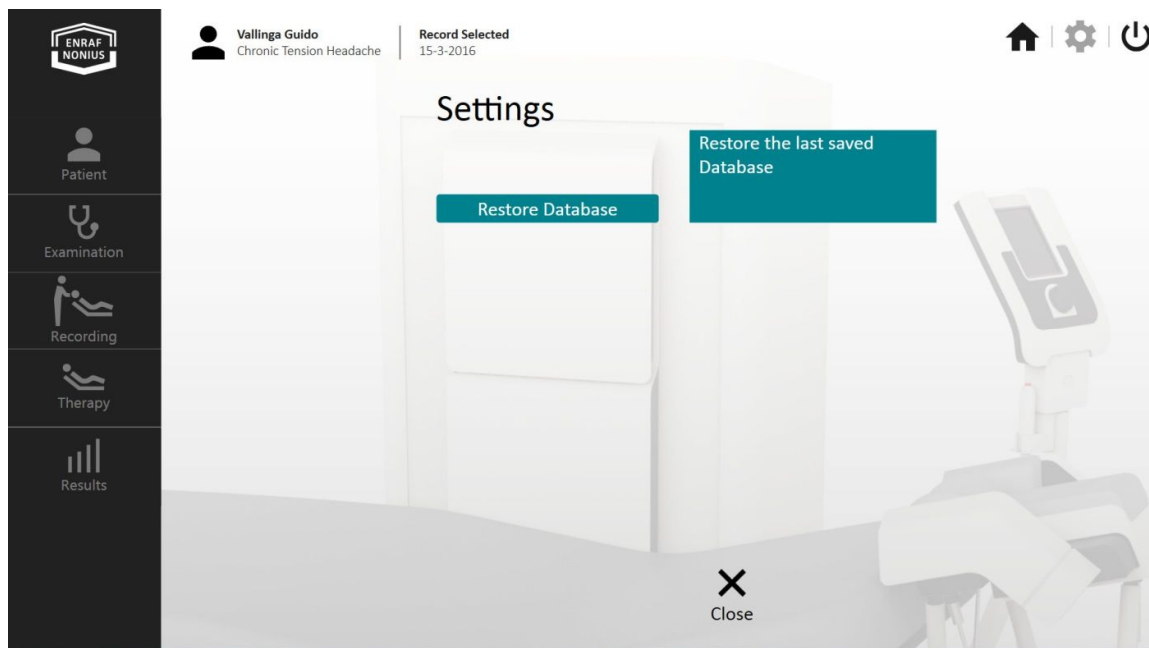 ENRAF
NONIUS
Vallinga Guido
Chronic Tension Headache
Record Selected
15-3-2016
Patient
Examination
Recording
Therapy
Results
Settings
Restore Database
Restore the last saved
Database
Close